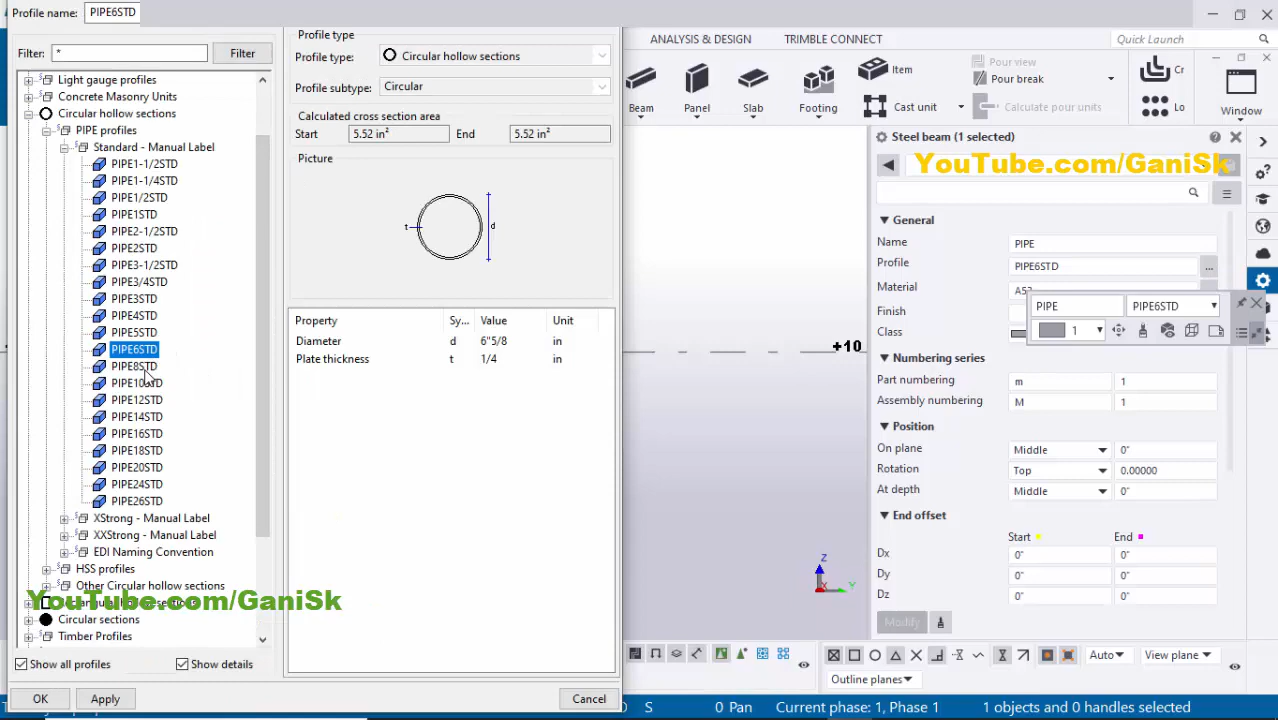 Profile name: PIPE6STD
Filter: * Filter
Light gauge profiles
Concrete Masonry Units
Circular hollow sections
PIPE profiles
Standard - Manual Label
PIPE1-1/2STD
PIPE1-1/4STD
PIPE1/2STD
PIPE1STD
PIPE2-1/2STD
PIPE2STD
PIPE3-1/2STD
PIPE3/4STD
PIPE3STD
PIPE4STD
PIPE5STD
PIPE6STD
PIPE8STD
PIPE10STD
PIPE12STD
PIPE14STD
PIPE16STD
PIPE18STD
PIPE20STD
PIPE24STD
PIPE26STD
XStrong - Manual Label
XXStrong - Manual Label
EDI Naming Convention
HSS profiles
Other Circular hollow sections
YouTube.com/GaniSk
Circular sections
Timber Profiles
Show all profiles Show details
OK Apply Cancel
Profile type
Profile type: Circular hollow sections
Profile subtype: Circular
Calculated cross section area
Start 5.52 in² End 5.52 in²
Picture
t d
Property Sy... Value Unit
Diameter d 6"5/8 in
Plate thickness t 1/4 in
ANALYSIS & DESIGN TRIMBLE CONNECT Quick Launch
Beam Panel Slab Footing
Item
Cast unit
Pour view
Pour break
Calculate pour units
Cr
Lo
Window
+10
Z
Y
Steel beam (1 selected)
YouTube.com/GaniSk
General
Name PIPE
Profile PIPE6STD ...
Material A53
Finish
Class
PIPE PIPE6STD
1
Numbering series
Part numbering m 1
Assembly numbering M 1
Position
On plane Middle 0"
Rotation Top 0.00000
At depth Middle 0"
End offset
Start End
Dx 0" 0"
Dy 0" 0"
Dz 0" 0"
Modify
Auto View plane
Outline planes
S 0 Pan Current phase: 1, Phase 1 1 objects and 0 handles selected